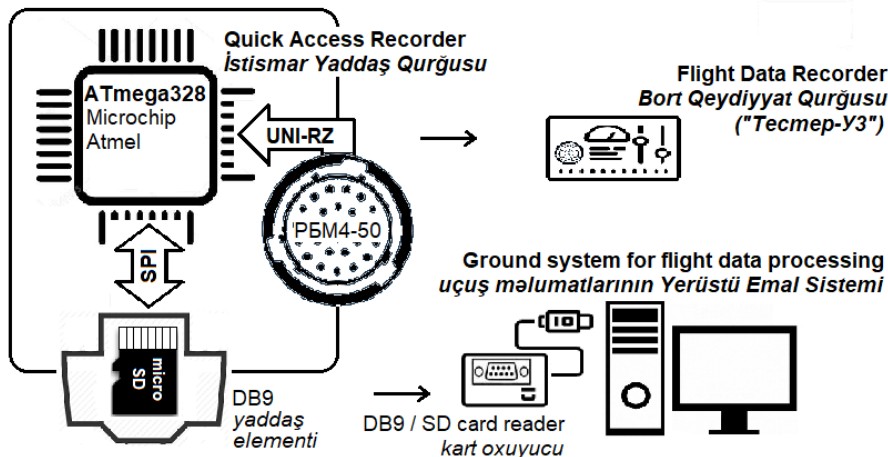 Quick Access Recorder
İstismar Yaddaş Qurğusu
ATmega328
Microchip
Atmel
UNI-RZ
РБМ4-50
SPI
Flight Data Recorder
Bort Qeydiyyat Qurğusu
("Тестер-У3")
Ground system for flight data processing
uçuş məlumatlarının Yerüstü Emal Sistemi
micro
SD
DB9
yaddaş
elementi
DB9 / SD card reader
kart oxuyucu